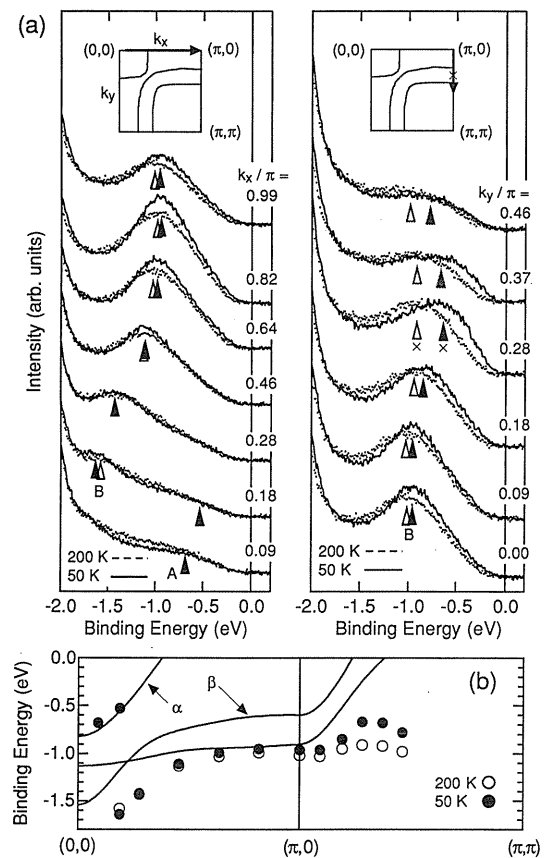 (a)
(0,0) kx (π,0)
ky
(π,π)
kx / π =
0.99
0.82
0.64
0.46
0.28
0.18
0.09
B
A
200 K
50 K
Intensity (arb. units)
-2.0 -1.5 -1.0 -0.5 0.0
Binding Energy (eV)
(0,0) (π,0)
×
(π,π)
ky / π =
0.46
0.37
0.28
× ×
0.18
0.09
0.00
B
200 K
50 K
-2.0 -1.5 -1.0 -0.5 0.0
Binding Energy (eV)
(b)
Binding Energy (eV)
0.0
-0.5
-1.0
-1.5
α
β
200 K
50 K
(0,0) (π,0) (π,π)